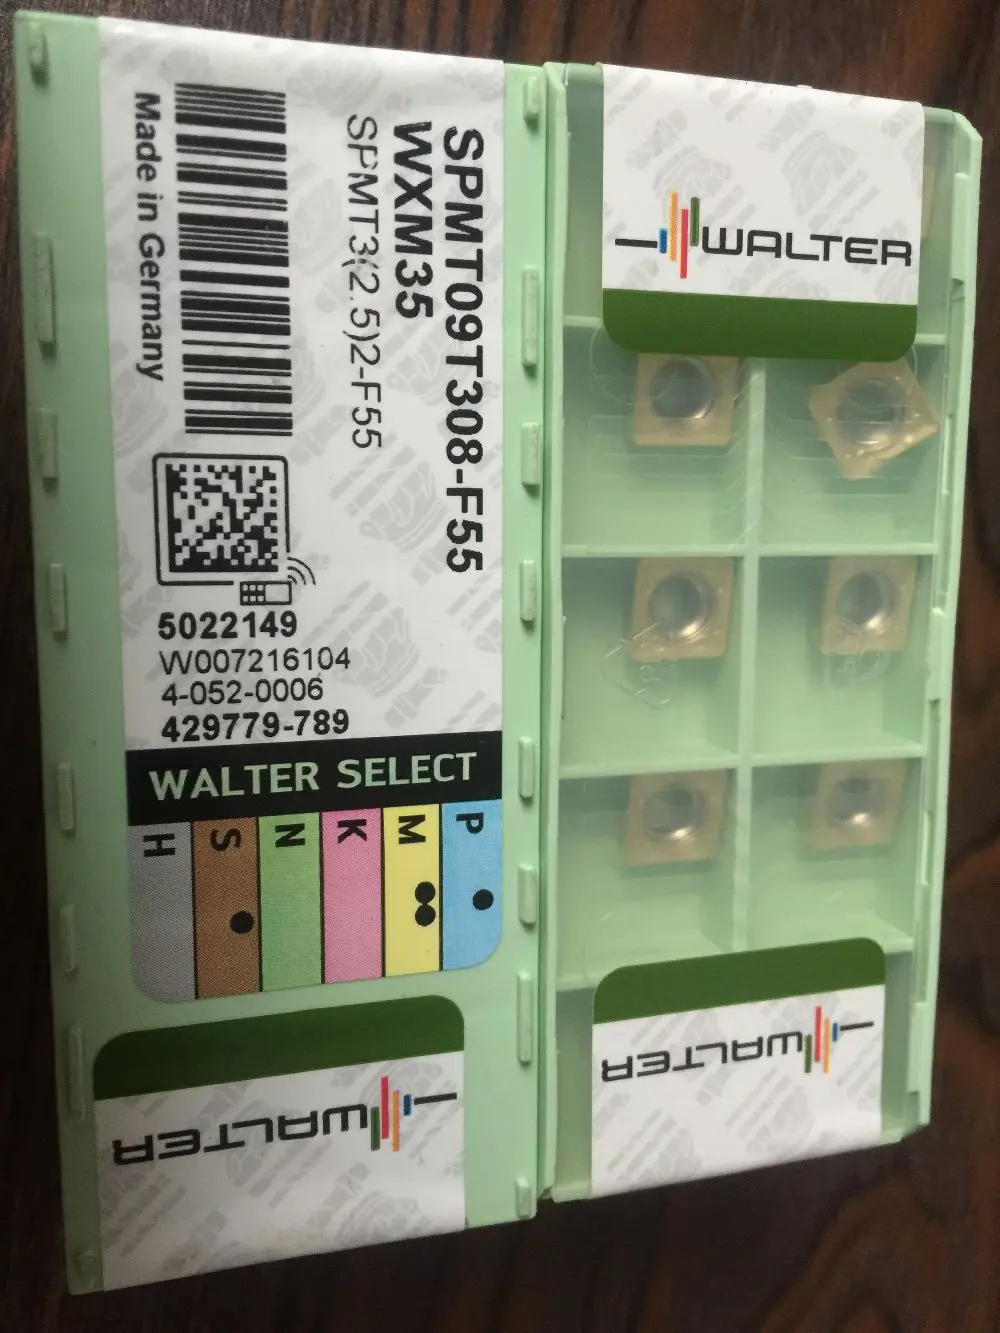 SPMT09T308-F55
WXM35
SPMT3(2.5)2-F55
Made in Germany
5022149
W007216104
4-052-0006
429779-789
WALTER SELECT
P
M
K
N
S
H
WALTER
WALTER
WALTER